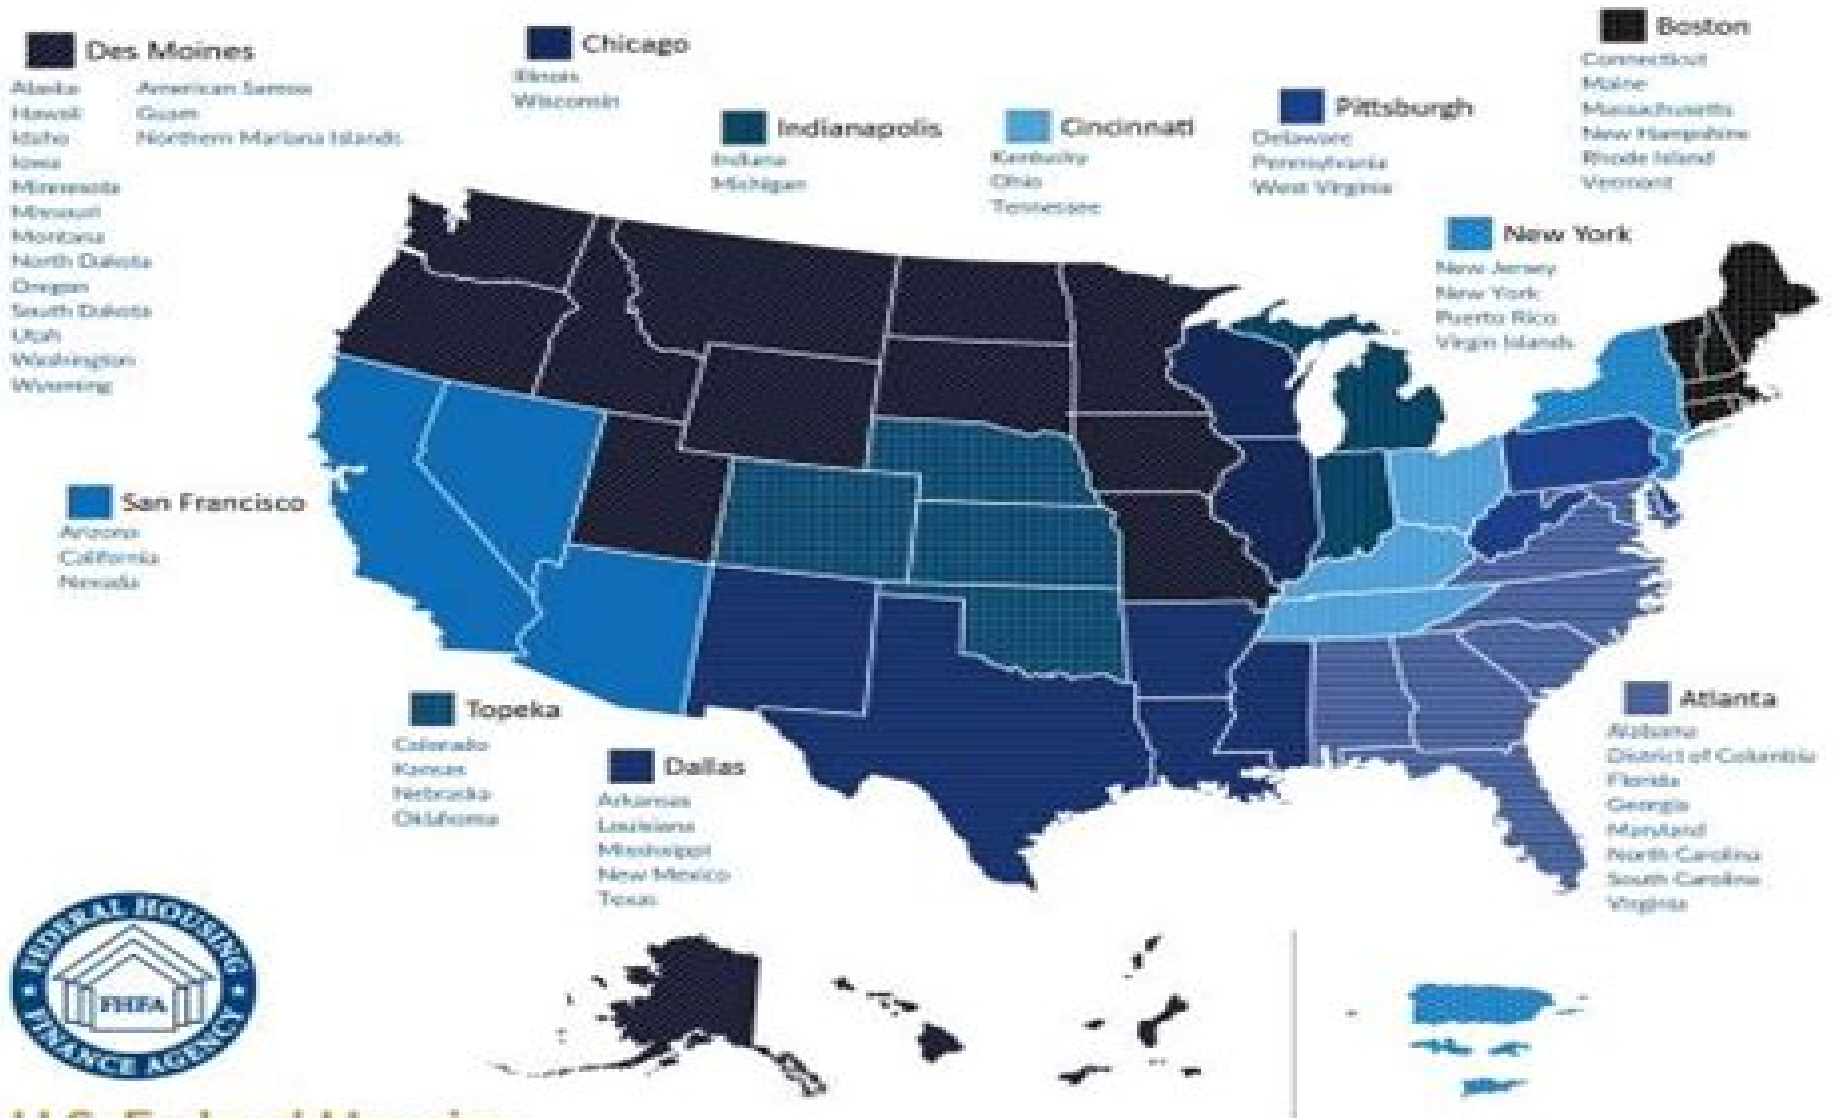 Des Moines
Alaska
Hawaii
Idaho
Iowa
Minnesota
Missouri
Montana
North Dakota
Oregon
South Dakota
Utah
Washington
Wyoming
American Samoa
Guam
Northern Mariana Islands
Chicago
Illinois
Wisconsin
Indianapolis
Indiana
Michigan
Cincinnati
Kentucky
Ohio
Tennessee
Pittsburgh
Delaware
Pennsylvania
West Virginia
Boston
Connecticut
Maine
Massachusetts
New Hampshire
Rhode Island
Vermont
New York
New Jersey
New York
Puerto Rico
Virgin Islands
San Francisco
Arizona
California
Nevada
Topeka
Colorado
Kansas
Nebraska
Oklahoma
Dallas
Arkansas
Louisiana
Mississippi
New Mexico
Texas
Atlanta
Alabama
District of Columbia
Florida
Georgia
Maryland
North Carolina
South Carolina
Virginia
FEDERAL HOUSING
FHFA
FINANCE AGENCY